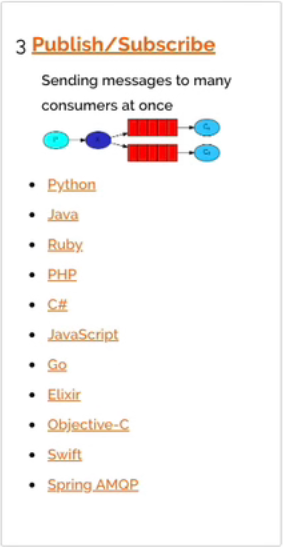 3 Publish/Subscribe
Sending messages to many
consumers at once
Python
Java
Ruby
PHP
C#
JavaScript
Go
Elixir
Objective-C
Swift
Spring AMQP